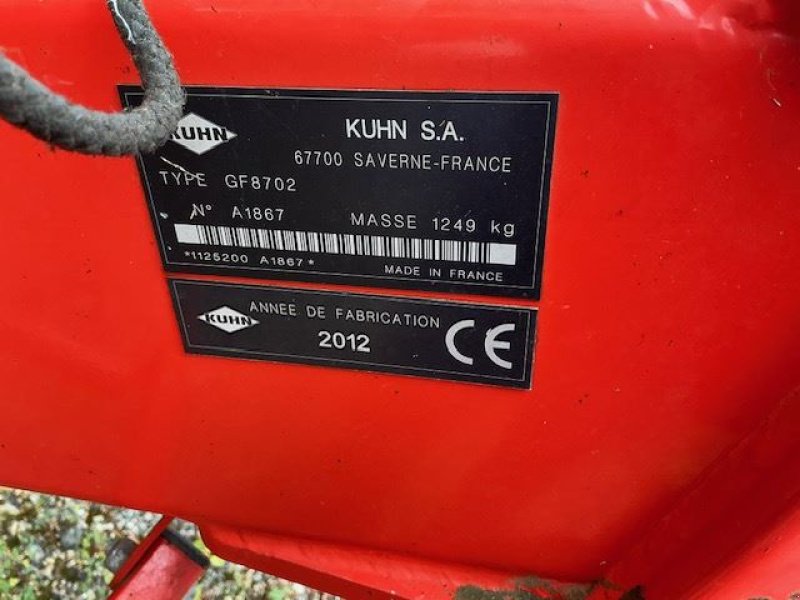 KUHN
KUHN S.A.
67700 SAVERNE-FRANCE
TYPE GF8702
N° A1867 MASSE 1249 kg
*1125200 A1867*
MADE IN FRANCE
KUHN
ANNEE DE FABRICATION
2012
CE